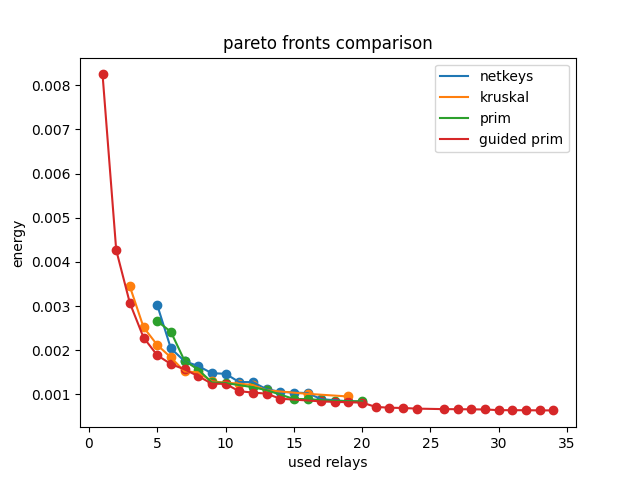 pareto fronts comparison
netkeys
kruskal
prim
guided prim
energy
0.008
0.007
0.006
0.005
0.004
0.003
0.002
0.001
0 5 10 15 20 25 30 35
used relays